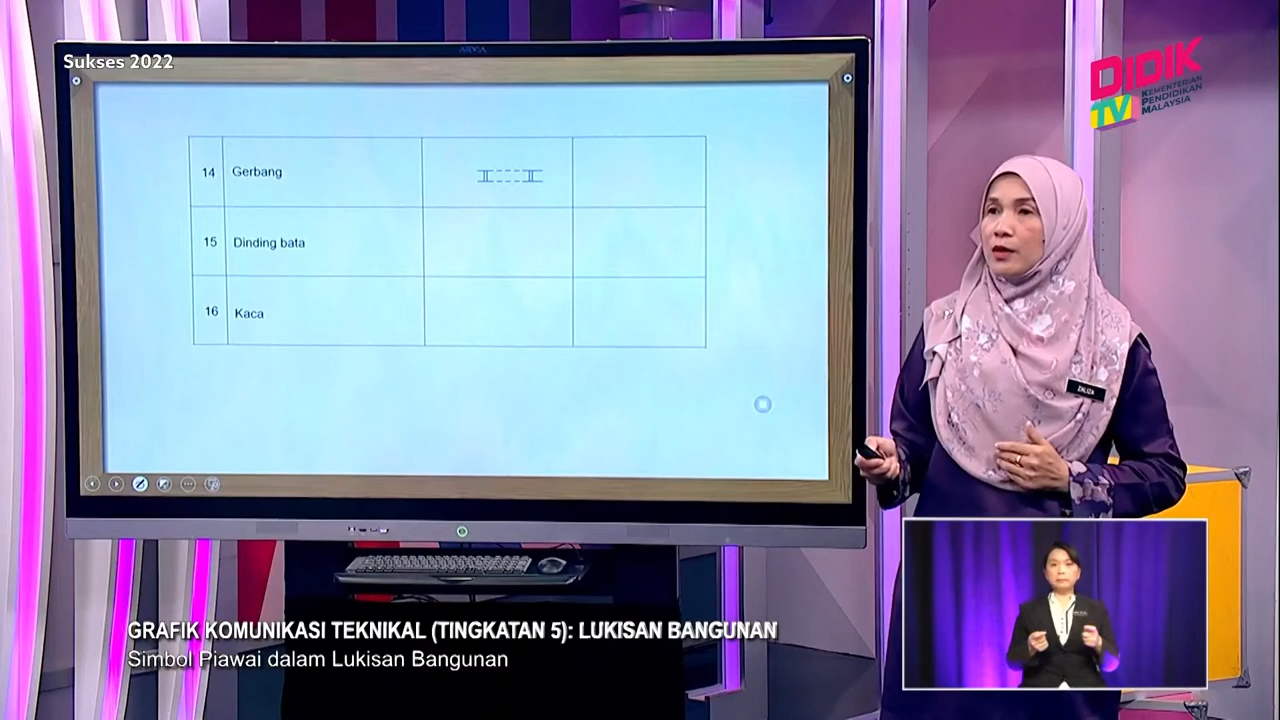 Sukses 2022
ARVIA
DIDIK
TV
KEMENTERIAN
PENDIDIKAN
MALAYSIA
14 Gerbang
15 Dinding bata
16 Kaca
ZALIZA
GRAFIK KOMUNIKASI TEKNIKAL (TINGKATAN 5): LUKISAN BANGUNAN
Simbol Piawai dalam Lukisan Bangunan